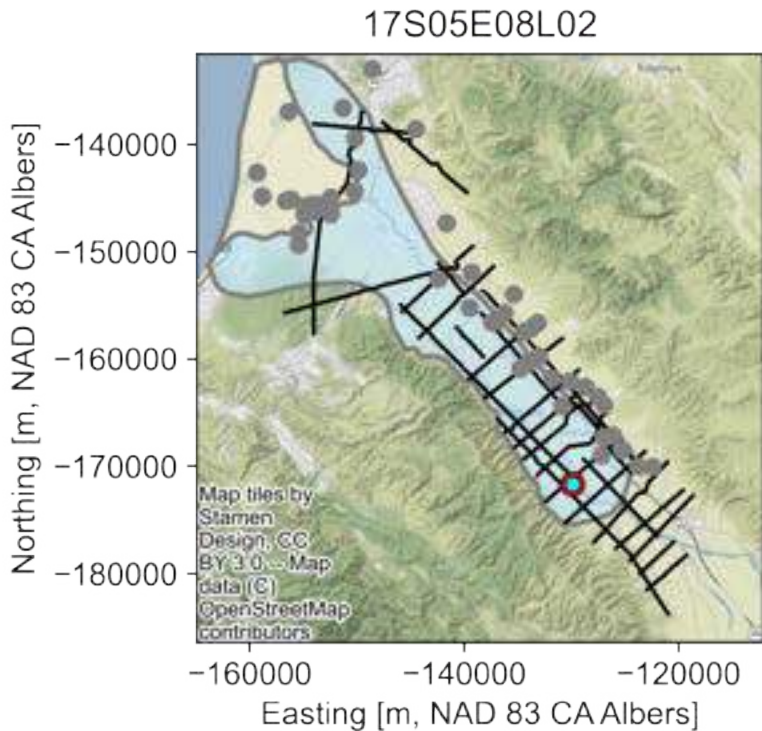 17S05E08L02
Northing [m, NAD 83 CA Albers]
−140000
−150000
−160000
−170000
−180000
Map tiles by
Stamen
Design, CC
BY 3.0 -- Map
data (C)
OpenStreetMap
contributors
−160000
−140000
−120000
Easting [m, NAD 83 CA Albers]